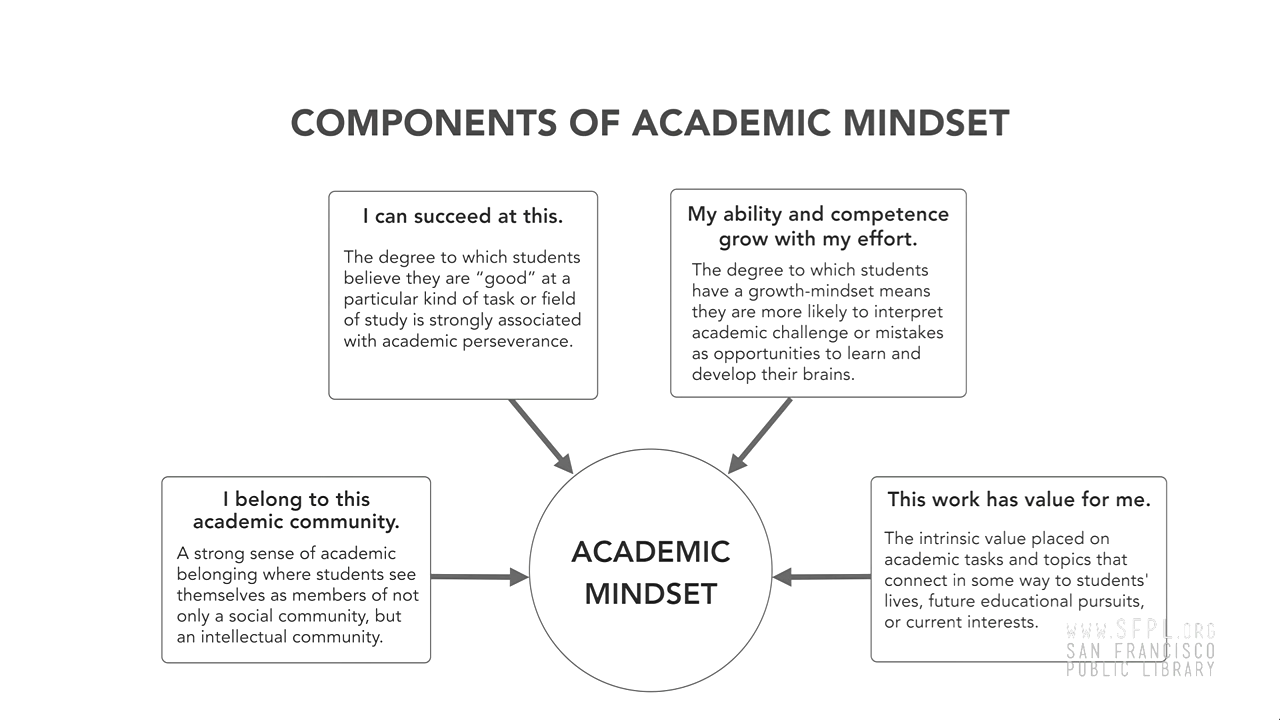 COMPONENTS OF ACADEMIC MINDSET
I can succeed at this.
The degree to which students
believe they are “good” at a
particular kind of task or field
of study is strongly associated
with academic perseverance.
My ability and competence
grow with my effort.
The degree to which students
have a growth-mindset means
they are more likely to interpret
academic challenge or mistakes
as opportunities to learn and
develop their brains.
I belong to this
academic community.
A strong sense of academic
belonging where students see
themselves as members of not
only a social community, but
an intellectual community.
ACADEMIC
MINDSET
This work has value for me.
The intrinsic value placed on
academic tasks and topics that
connect in some way to students'
lives, future educational pursuits,
or current interests.
WWW.SFPL.ORG
SAN FRANCISCO
PUBLIC LIBRARY